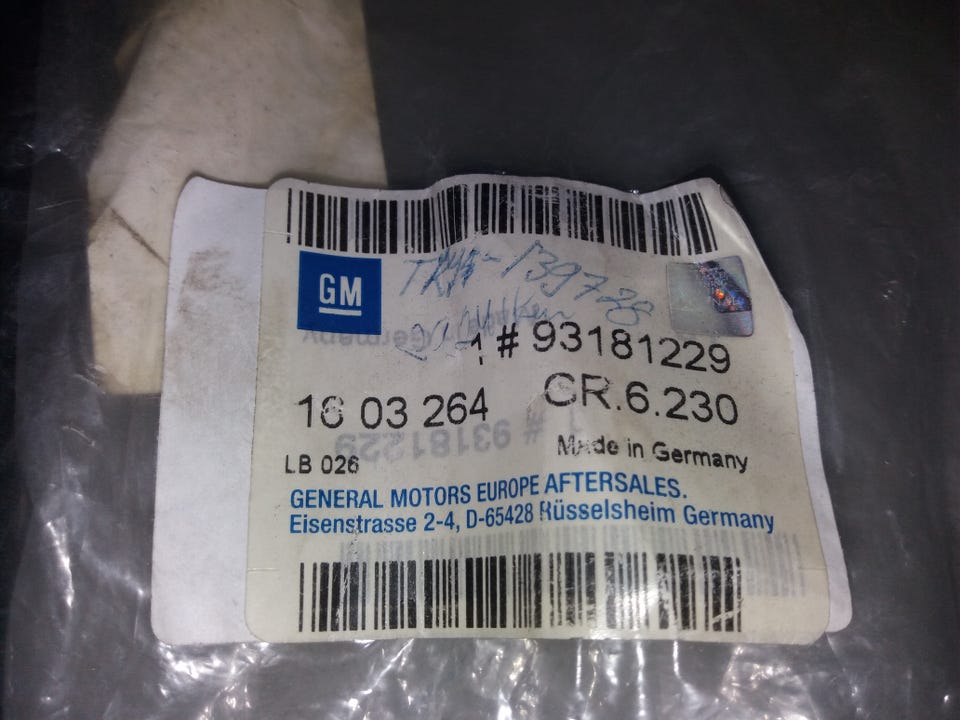 GM
1 # 93181229
16 03 264 GR.6.230
LB 026 Made in Germany
GENERAL MOTORS EUROPE AFTERSALES.
Eisenstrasse 2-4, D-65428 Rüsselsheim Germany